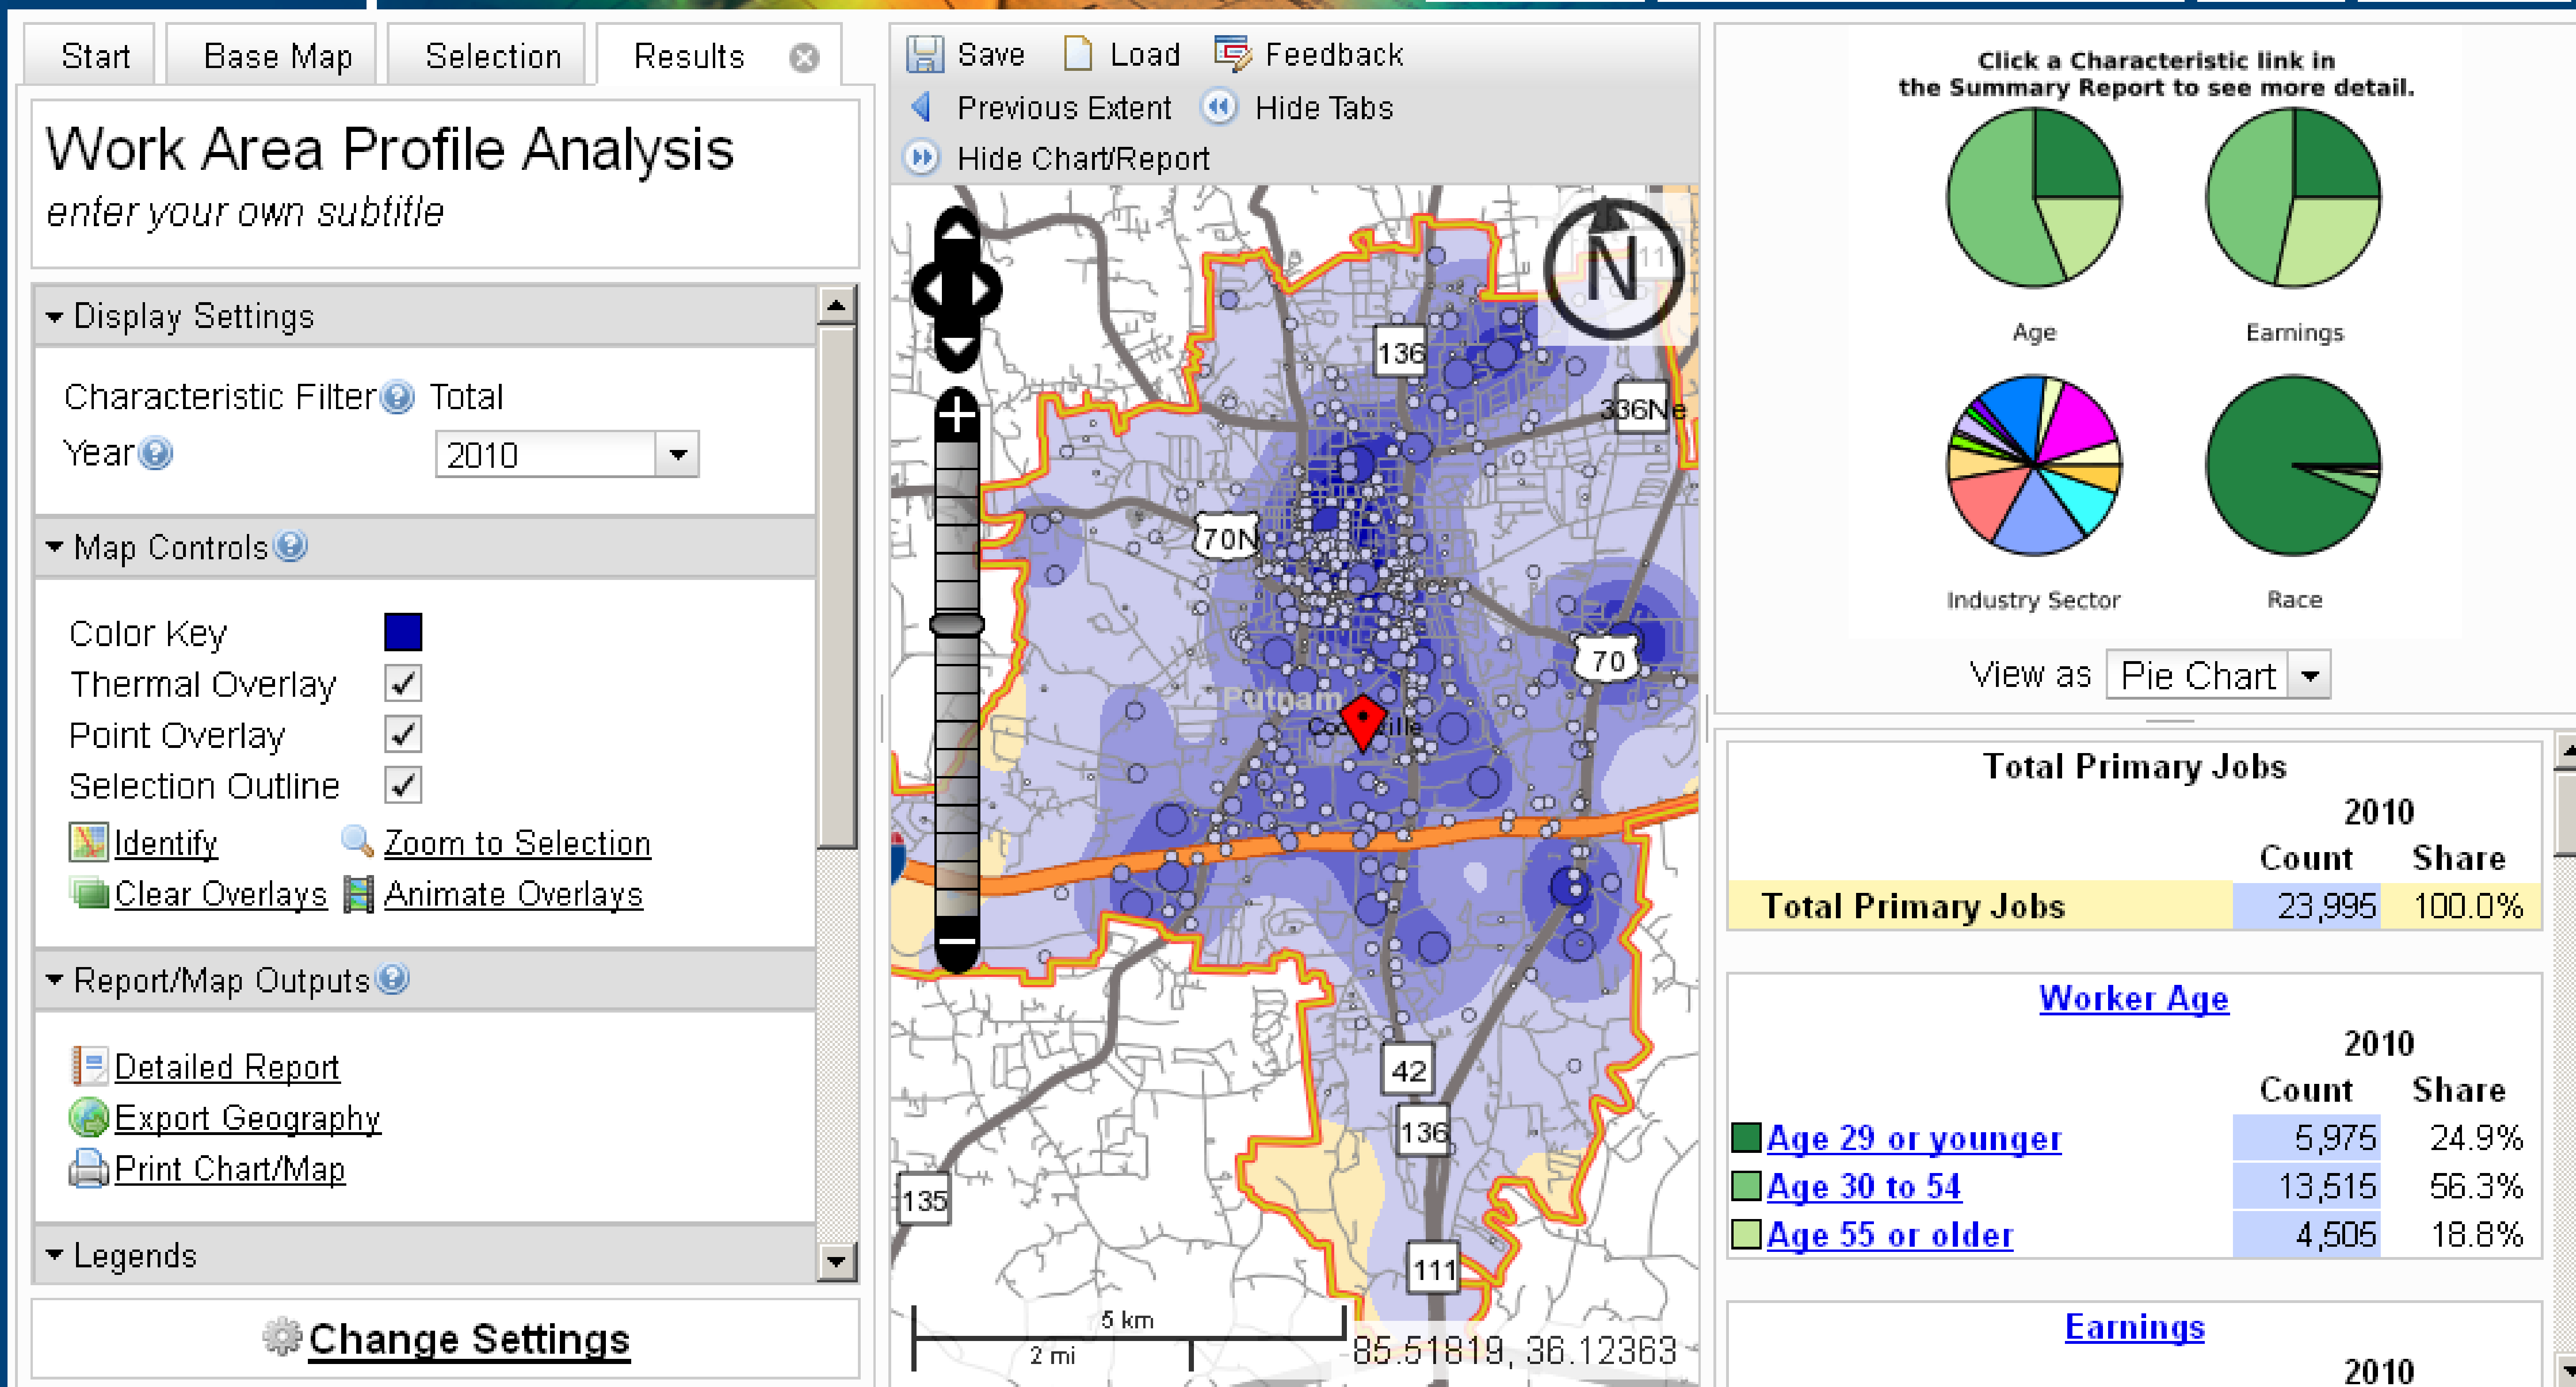 Start
Base Map
Selection
Results
Work Area Profile Analysis
enter your own subtitle
Display Settings
Characteristic Filter Total
Year 2010
Map Controls
Color Key
Thermal Overlay
Point Overlay
Selection Outline
Identify Zoom to Selection
Clear Overlays Animate Overlays
Report/Map Outputs
Detailed Report
Export Geography
Print Chart/Map
Legends
Change Settings
Save Load Feedback
Previous Extent Hide Tabs
Hide Chart/Report
N
136
336Ne
70N
70
Putnam
42
136
135
111
5 km
2 mi
-85.51819, 36.12363
Click a Characteristic link in
the Summary Report to see more detail.
Age Earnings
Industry Sector Race
View as Pie Chart
Total Primary Jobs
2010
Count Share
Total Primary Jobs 23,995 100.0%
Worker Age
2010
Count Share
Age 29 or younger 5,975 24.9%
Age 30 to 54 13,515 56.3%
Age 55 or older 4,505 18.8%
Earnings
2010